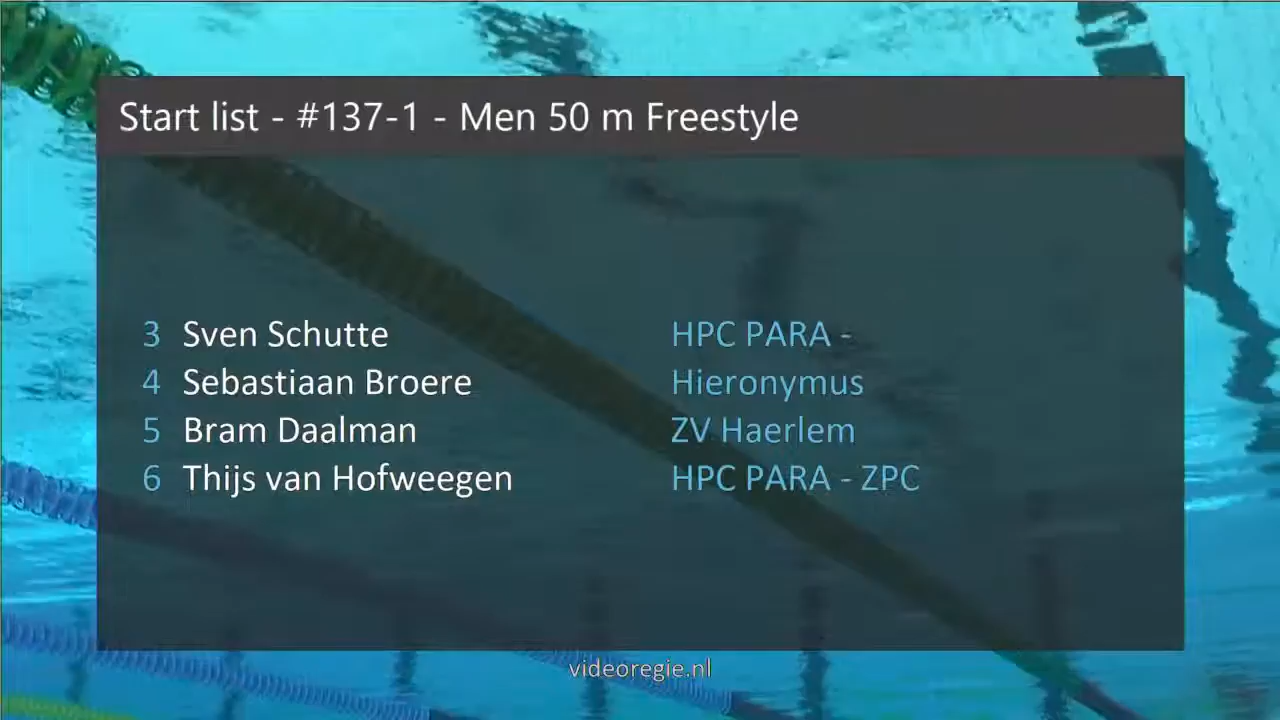 Start list - #137-1 - Men 50 m Freestyle
3 Sven Schutte HPC PARA -
4 Sebastiaan Broere Hieronymus
5 Bram Daalman ZV Haerlem
6 Thijs van Hofweegen HPC PARA - ZPC
videoregie.nl